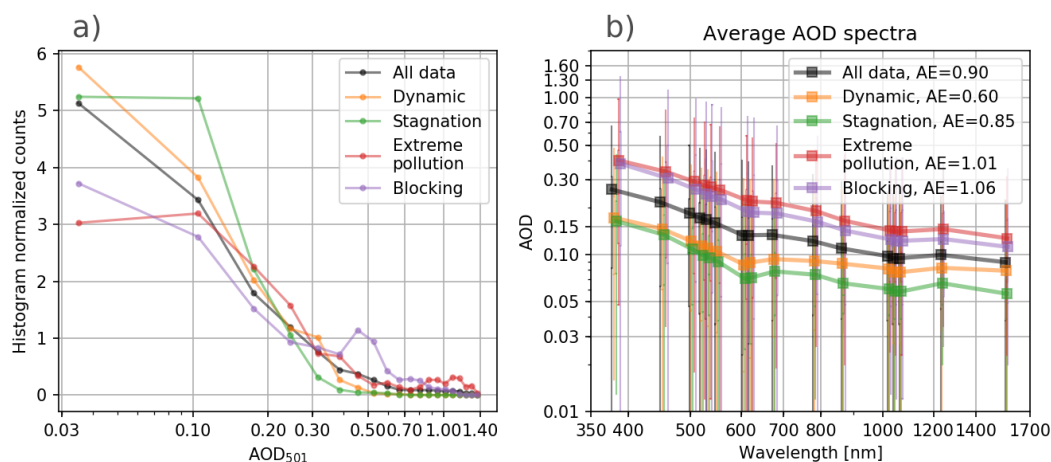 a)
6
5
4
3
2
1
0
Histogram normalized counts
All data
Dynamic
Stagnation
Extreme
pollution
Blocking
0.03 0.10 0.20 0.30 0.50 0.70 1.00 1.40
AOD501
b)
Average AOD spectra
1.60
1.30
1.00
0.70
0.50
0.30
0.15
0.10
0.05
0.03
0.01
AOD
All data, AE=0.90
Dynamic, AE=0.60
Stagnation, AE=0.85
Extreme
pollution, AE=1.01
Blocking, AE=1.06
350 400 500 600 800 1000 1200 1400 1700
Wavelength [nm]